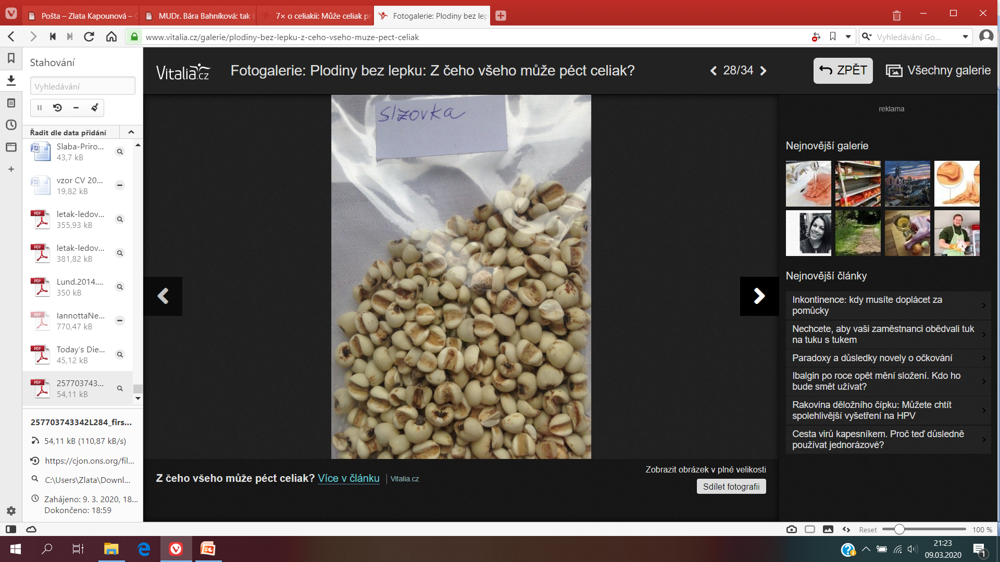 Pošta – Zlata Kapounová –
MUDr. Bára Bahníková: tak
7× o celiakii: Může celiak p
Fotogalerie: Plodiny bez lep
www.vitalia.cz/galerie/plodiny-bez-lepku-z-ceho-vseho-muze-pect-celiak
Vyhledávání Go...
Stahování
Vyhledávání
Řadit dle data přidání
Slaba-Priro...
43,7 kB
vzor CV 20...
19,82 kB
letak-ledov...
355,93 kB
letak-ledov...
381,82 kB
Lund.2014....
350 kB
IannottaNe...
770,47 kB
Today's Die...
45,12 kB
257703743...
54,11 kB
257703743342L284_firs...
54,11 kB (110,87 kB/s)
https://cjon.ons.org/fil...
C:\Users\Zlata\Downl...
Zahájeno: 9. 3. 2020, 18...
Dokončeno: 18:59
Vitalia.cz
Fotogalerie: Plodiny bez lepku: Z čeho všeho může péct celiak?
28/34
ZPĚT
Všechny galerie
slzovka
Z čeho všeho může péct celiak? Více v článku | Vitalia.cz
Zobrazit obrázek v plné velikosti
Sdílet fotografii
reklama
Nejnovější galerie
Nejnovější články
Inkontinence: kdy musíte doplácet za
pomůcky
Nechcete, aby vaši zaměstnanci obědvali tuk
na tuku s tukem
Paradoxy a důsledky novely o očkování
Ibalgin po roce opět mění složení. Kdo ho
bude smět užívat?
Rakovina děložního čípku: Můžete chtít
spolehlivější vyšetření na HPV
Cesta virů kapesníkem. Proč teď důsledně
používat jednorázové?
Reset
100 %
21:23
09.03.2020
1